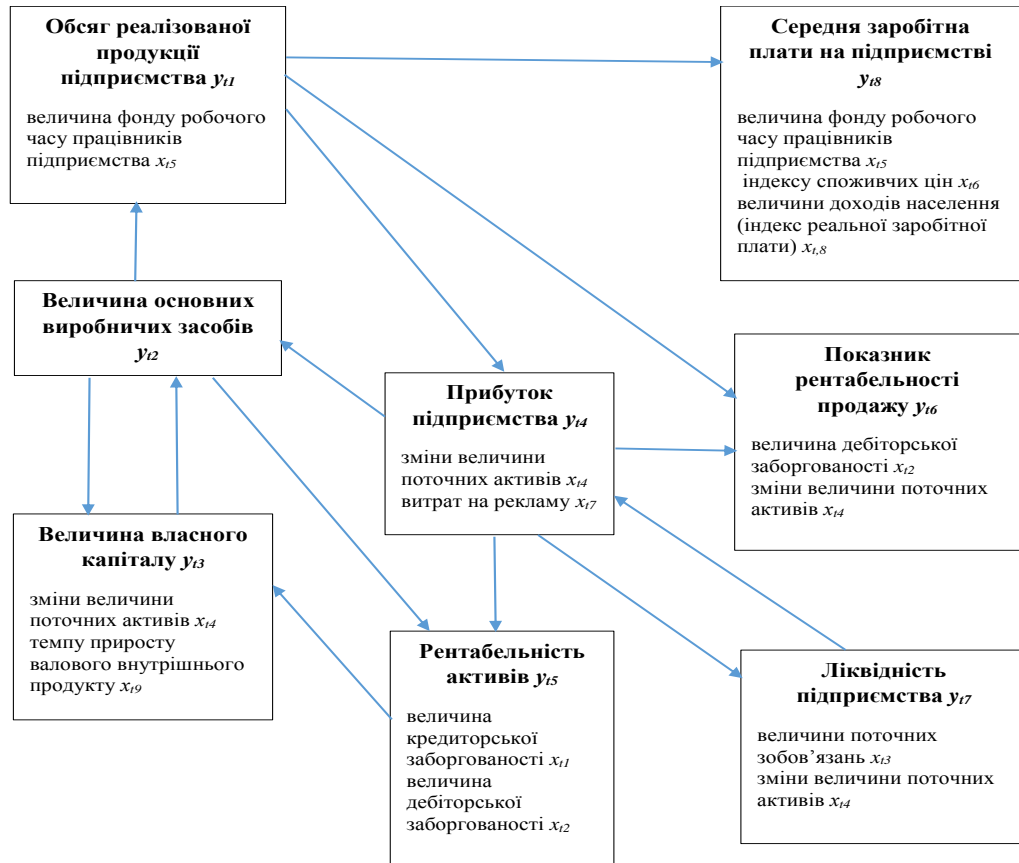 Обсяг реалізованої
продукції
підприємства yt1
величина фонду робочого
часу працівників
підприємства xt5
Середня заробітна
плати на підприємстві
yt8
величина фонду робочого
часу працівників
підприємства xt5
індексу споживчих цін xt6
величини доходів населення
(індекс реальної заробітної
плати) xt,8
Величина основних
виробничих засобів
yt2
Прибуток
підприємства yt4
зміни величини
поточних активів xt4
витрат на рекламу xt7
Показник
рентабельності
продажу yt6
величина дебіторської
заборгованості xt2
зміни величини поточних
активів xt4
Величина власного
капіталу yt3
зміни величини
поточних активів xt4
темпу приросту
валового внутрішнього
продукту xt9
Рентабельність
активів yt5
величина
кредиторської
заборгованості xt1
величина
дебіторської
заборгованості xt2
Ліквідність
підприємства yt7
величини поточних
зобов’язань xt3
зміни величини поточних
активів xt4